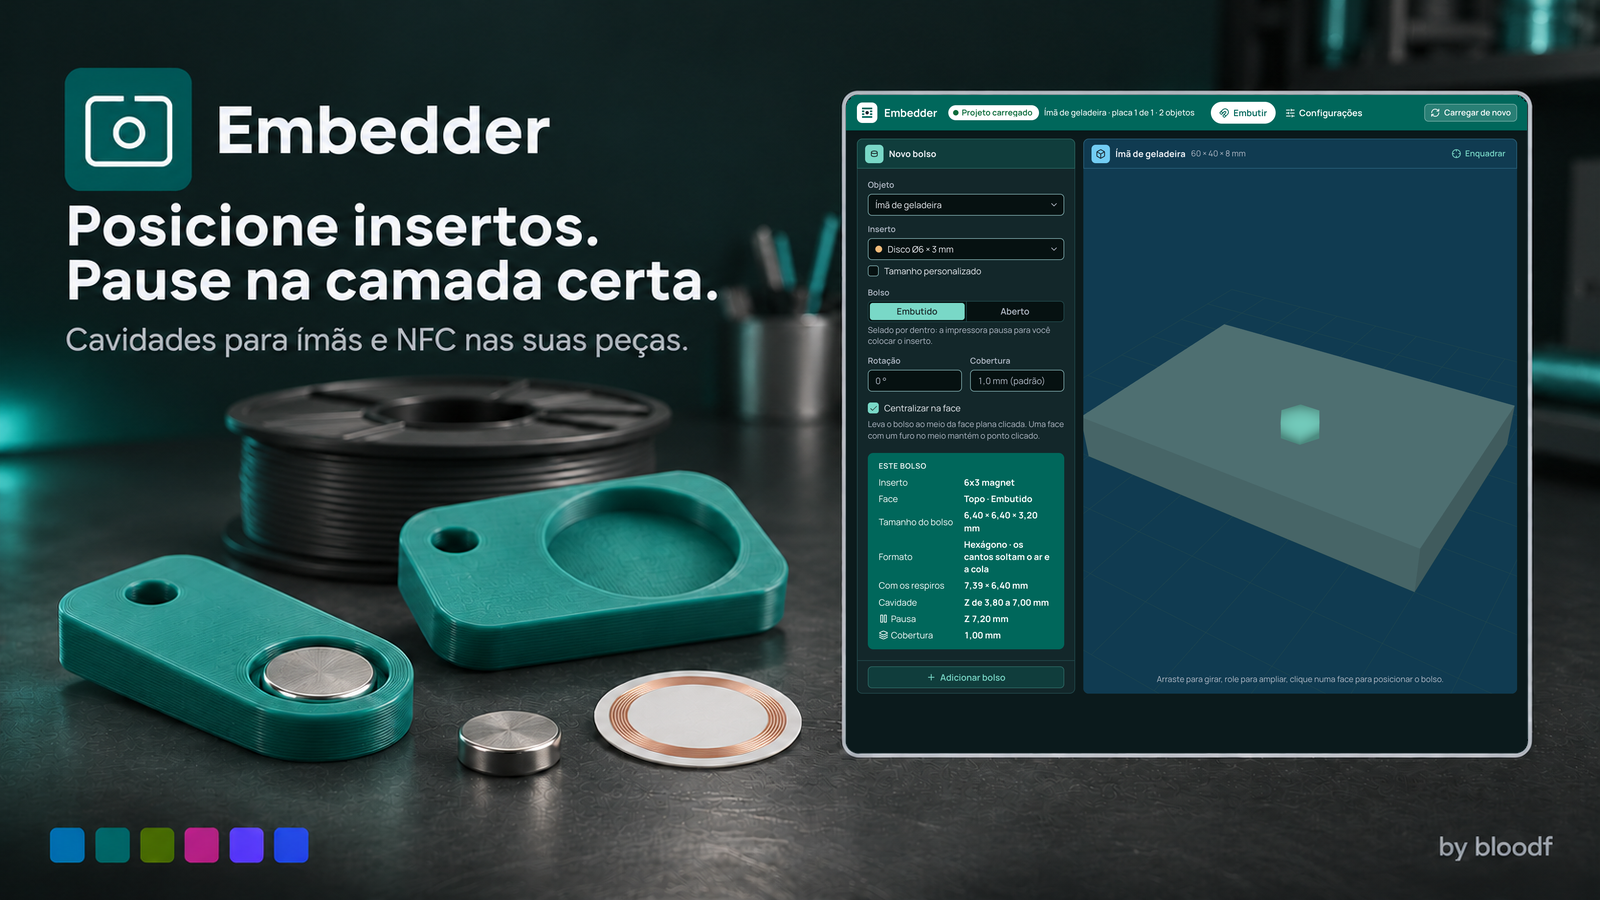 Embedder
Posicione insertos.
Pause na camada certa.
Cavidades para ímãs e NFC nas suas peças.
Embedder
Projeto carregado
Ímã de geladeira · placa 1 de 1 · 2 objetos
Embutir
Configurações
Carregar de novo
Novo bolso
Objeto
Ímã de geladeira
Inserto
Disco Ø6 × 3 mm
Tamanho personalizado
Bolso
Embutido
Aberto
Selado por dentro: a impressora pausa para você
colocar o inserto.
Rotação
Cobertura
0 °
1,0 mm (padrão)
Centralizar na face
Leva o bolso ao meio da face plana clicada. Uma face
com um furo no meio mantém o ponto clicado.
ESTE BOLSO
Inserto 6x3 magnet
Face Topo · Embutido
Tamanho do bolso 6,40 × 6,40 × 3,20
mm
Formato Hexágono · os
cantos soltam o ar e
a cola
Com os respiros 7,39 × 6,40 mm
Cavidade Z de 3,80 a 7,00 mm
Pausa Z 7,20 mm
Cobertura 1,00 mm
+ Adicionar bolso
Ímã de geladeira 60 × 40 × 8 mm
Enquadrar
Arraste para girar, role para ampliar, clique numa face para posicionar o bolso.
by bloodf